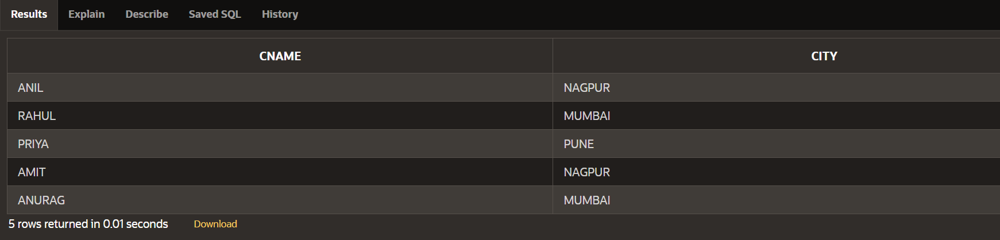 Results Explain Describe Saved SQL History
CNAME CITY
ANIL NAGPUR
RAHUL MUMBAI
PRIYA PUNE
AMIT NAGPUR
ANURAG MUMBAI
5 rows returned in 0.01 seconds Download